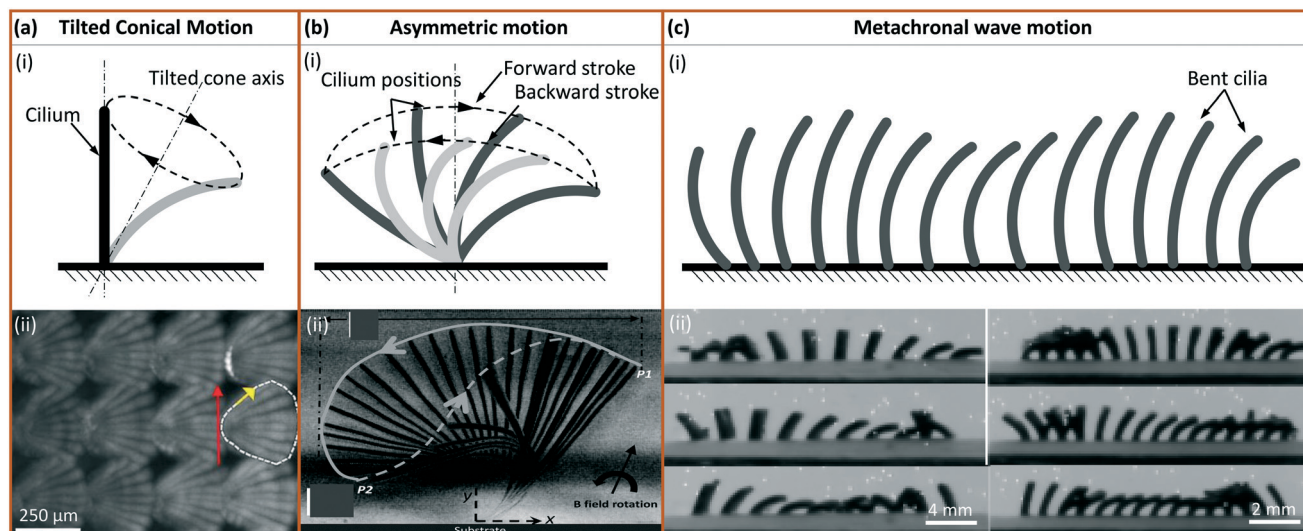 (a) Tilted Conical Motion
(i)
Tilted cone axis
Cilium
(ii)
250 µm
(b) Asymmetric motion
(i)
Cilium positions
Forward stroke
Backward stroke
(ii)
P1
P2
y
x
B field rotation
Substrate
(c) Metachronal wave motion
(i)
Bent cilia
(ii)
4 mm
2 mm